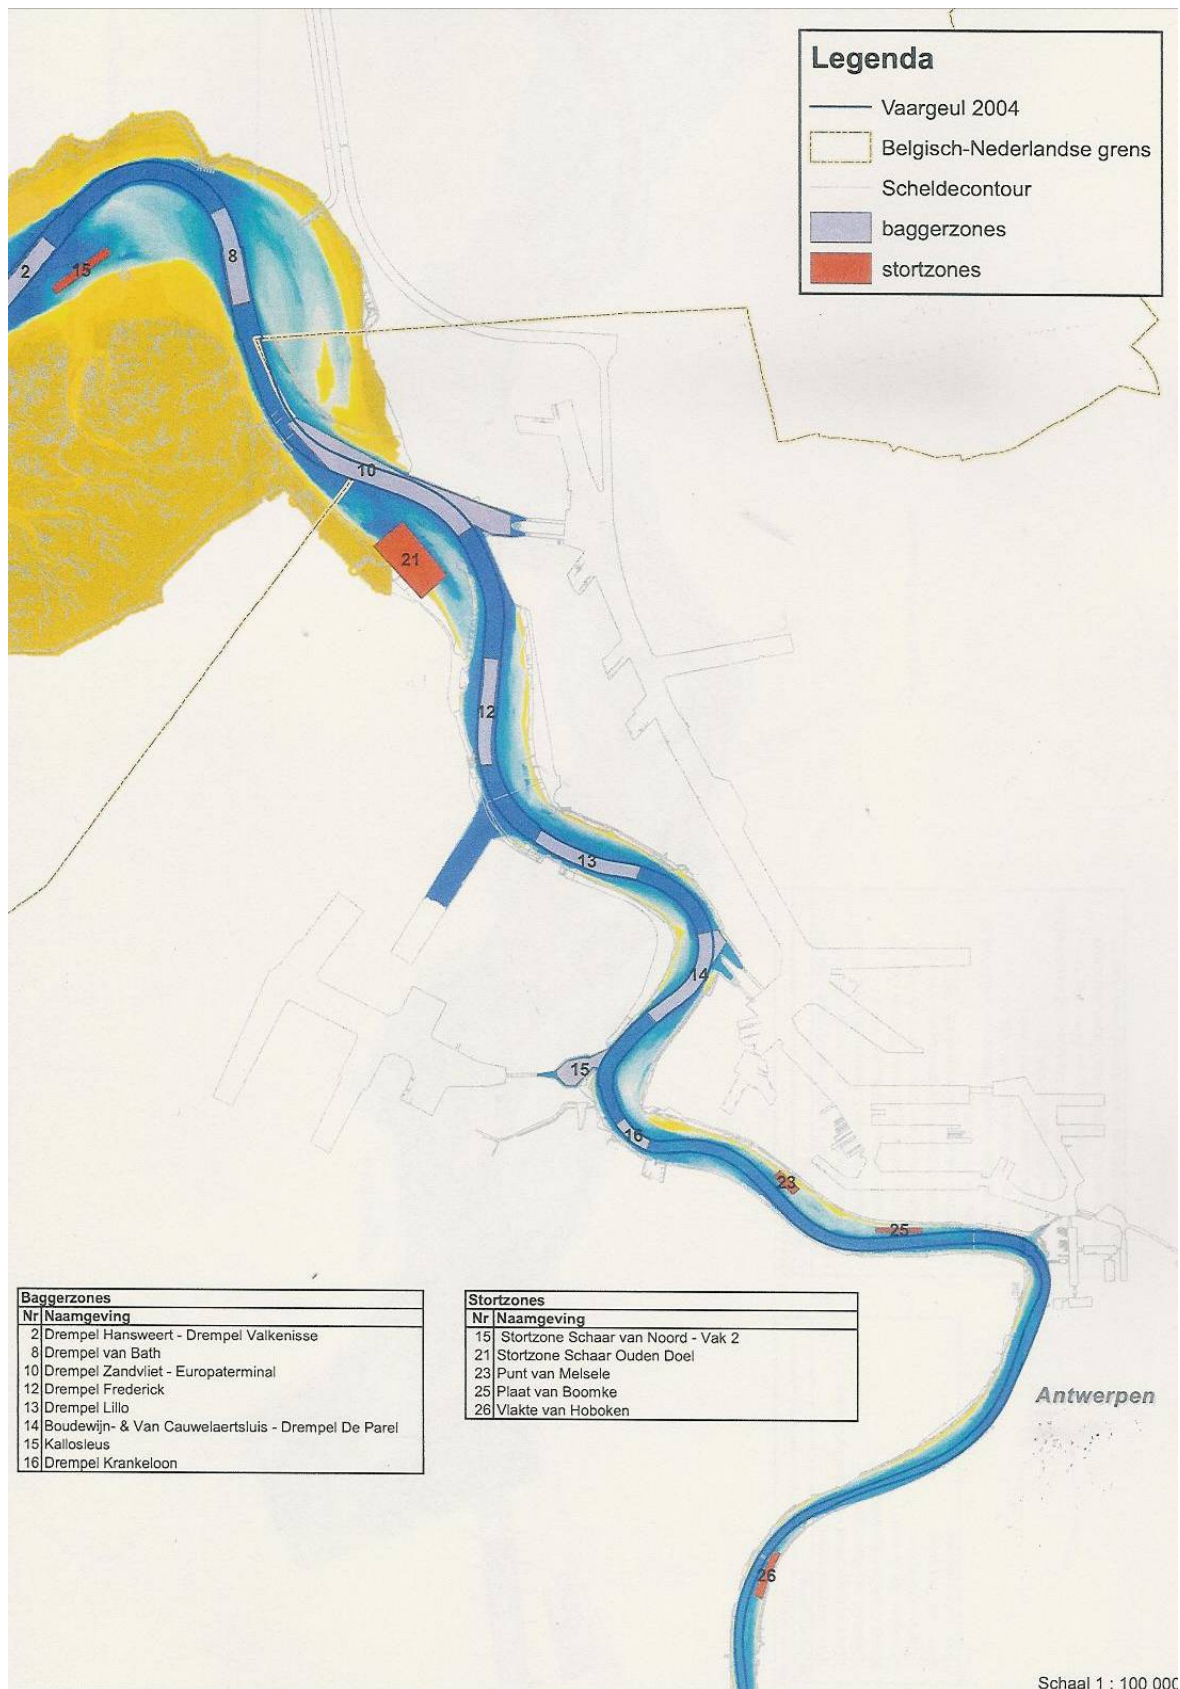 Legenda
Vaargeul 2004
Belgisch-Nederlandse grens
Scheldecontour
baggerzones
stortzones
2
15
8
10
21
12
13
14
15
16
23
25
Baggerzones
Nr Naamgeving
2 Drempel Hansweert - Drempel Valkenisse
8 Drempel van Bath
10 Drempel Zandvliet - Europaterminal
12 Drempel Frederick
13 Drempel Lillo
14 Boudewijn- & Van Cauwelaertsluis - Drempel De Parel
15 Kallosleus
16 Drempel Krankeloon
Stortzones
Nr Naamgeving
15 Stortzone Schaar van Noord - Vak 2
21 Stortzone Schaar Ouden Doel
23 Punt van Melsele
25 Plaat van Boomke
26 Vlakte van Hoboken
Antwerpen
26
Schaal 1 : 100 000